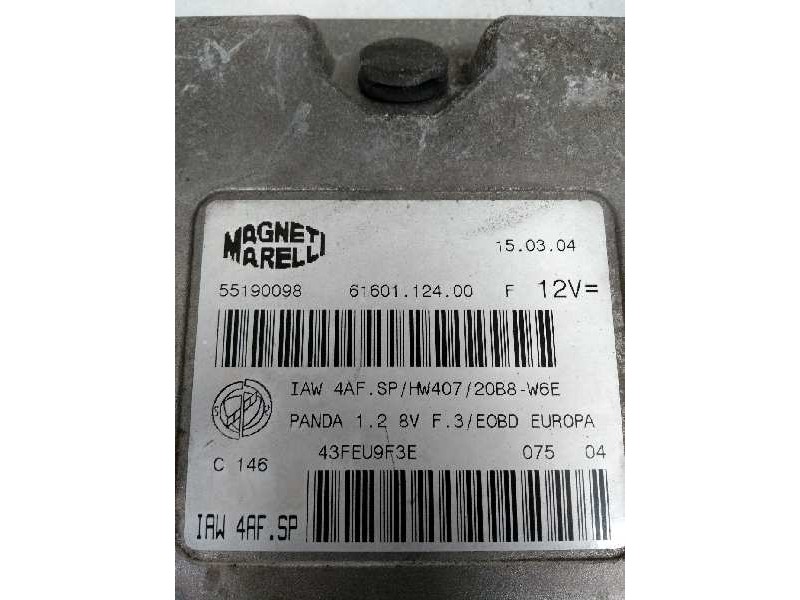 MAGNETI
MARELLI
15.03.04
55190098 61601.124.00 F 12V=
IAW 4AF.SP/HW407/20B8-W6E
PANDA 1.2 8V F.3/EOBD EUROPA
43FEU9F3E 075 04
C 146
IAW 4AF.SP